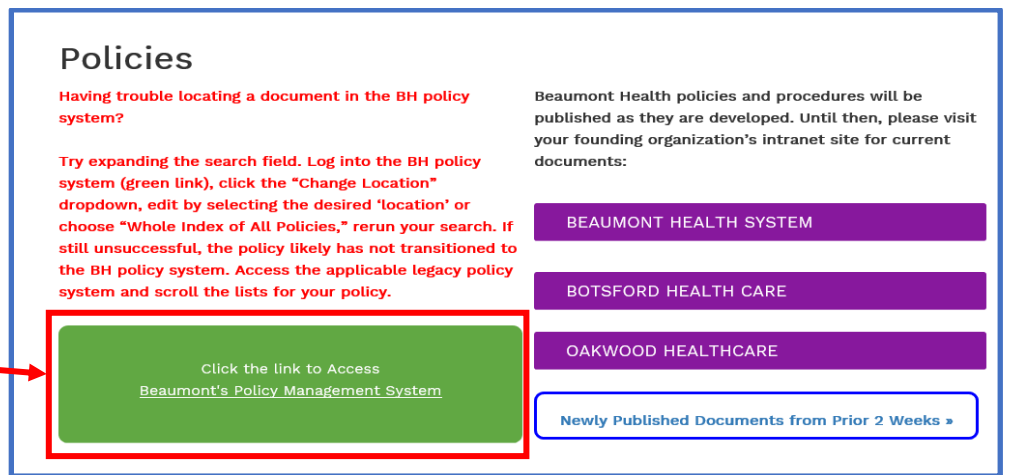 Policies
Having trouble locating a document in the BH policy
system?
Try expanding the search field. Log into the BH policy
system (green link), click the “Change Location”
dropdown, edit by selecting the desired ‘location’ or
choose “Whole Index of All Policies,” rerun your search. If
still unsuccessful, the policy likely has not transitioned to
the BH policy system. Access the applicable legacy policy
system and scroll the lists for your policy.
Click the link to Access
Beaumont's Policy Management System
Beaumont Health policies and procedures will be
published as they are developed. Until then, please visit
your founding organization’s intranet site for current
documents:
BEAUMONT HEALTH SYSTEM
BOTSFORD HEALTH CARE
OAKWOOD HEALTHCARE
Newly Published Documents from Prior 2 Weeks »